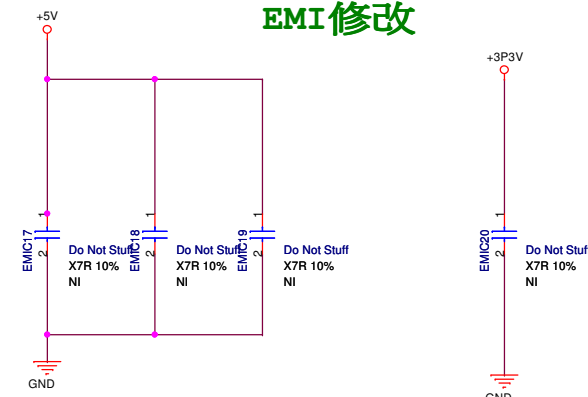 EMI修改
+5V
+3P3V
1
EMIC17
2
Do Not Stuff
X7R 10%
NI
1
EMIC18
2
Do Not Stuff
X7R 10%
NI
1
EMIC19
2
Do Not Stuff
X7R 10%
NI
1
EMIC20
2
Do Not Stuf
X7R 10%
NI
GND
GND